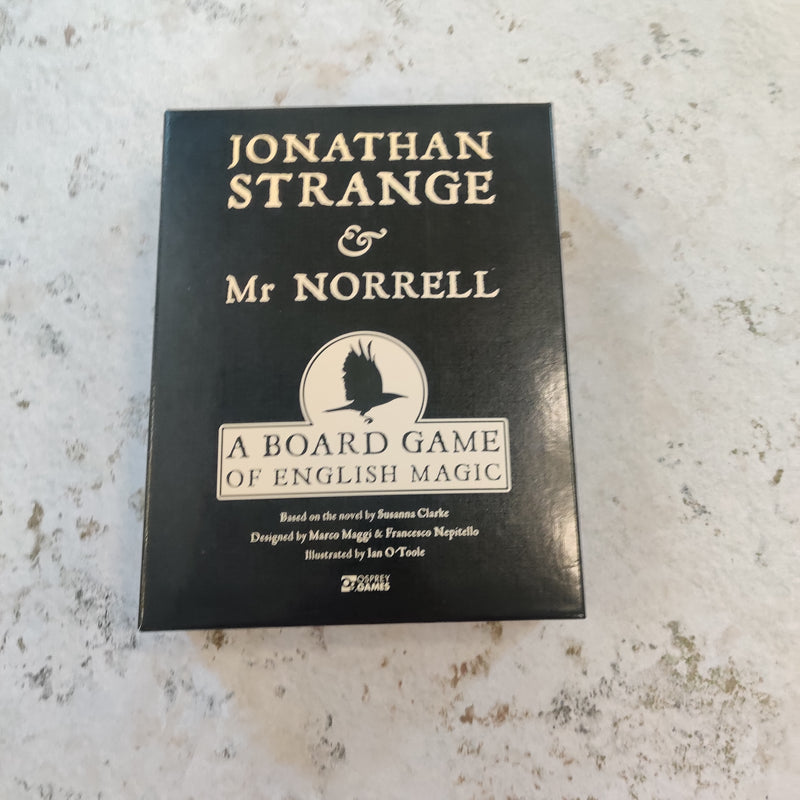 JONATHAN
STRANGE
&
Mr NORRELL
A BOARD GAME
OF ENGLISH MAGIC
Based on the novel by Susanna Clarke
Designed by Marco Maggi & Francesco Nepitello
Illustrated by Ian O'Toole
OSPREY
GAMES